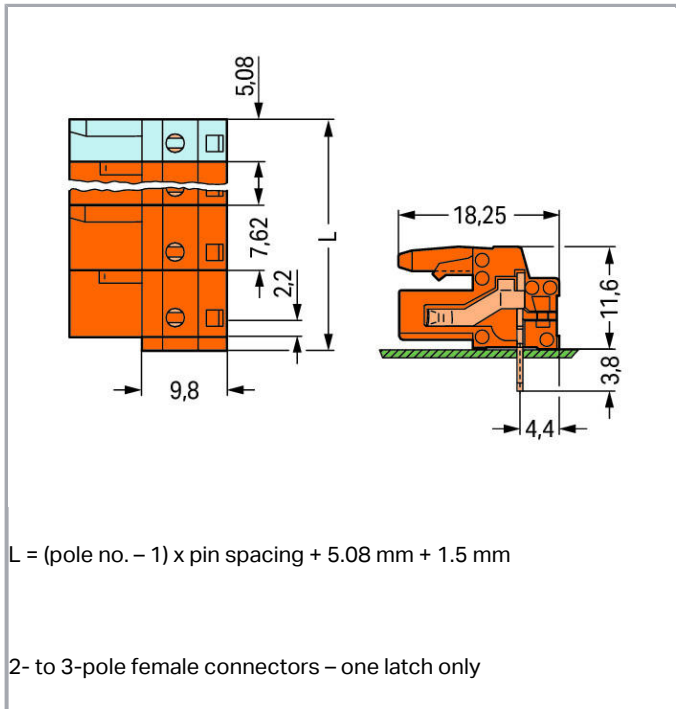 5,08
7,62
L
2,2
9,8
18,25
11,6
3,8
4,4
L = (pole no. – 1) x pin spacing + 5.08 mm + 1.5 mm
2- to 3-pole female connectors – one latch only